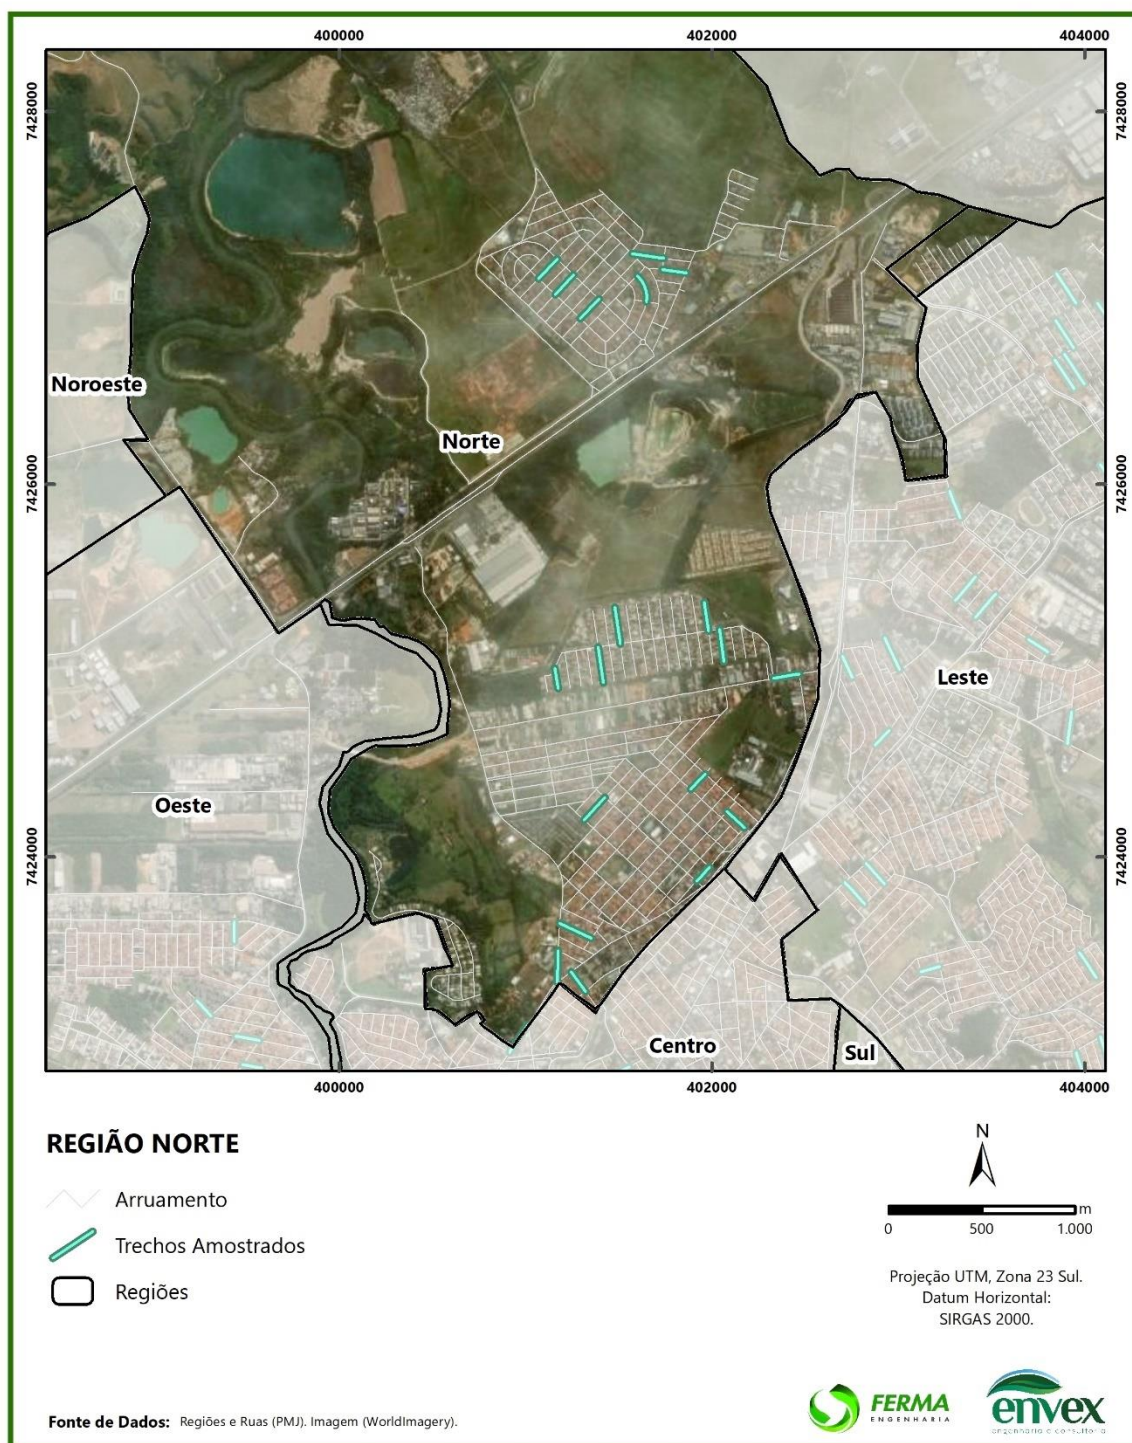 400000
402000
404000
7428000
7428000
Noroeste
Norte
7426000
7426000
Leste
Oeste
7424000
7424000
Centro
Sul
400000
402000
404000
REGIÃO NORTE
Arruamento
Trechos Amostrados
Regiões
N
m
0 500 1.000
Projeção UTM, Zona 23 Sul.
Datum Horizontal:
SIRGAS 2000.
Fonte de Dados: Regiões e Ruas (PMJ). Imagem (WorldImagery).
FERMA
ENGENHARIA
envex
engenharia e consultoria